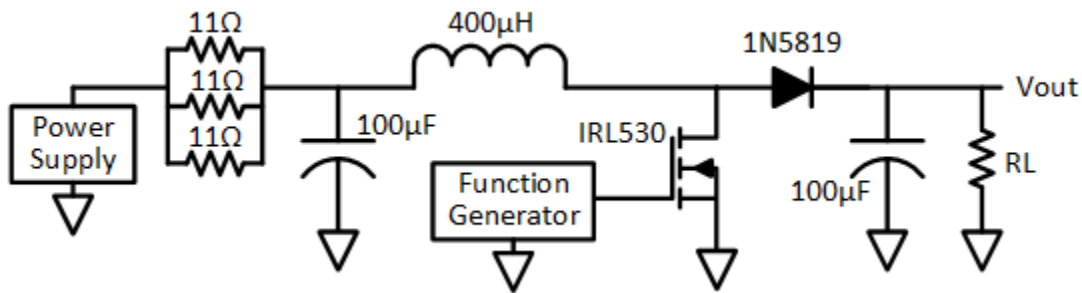 11Ω
11Ω
11Ω
Power
Supply
100µF
400µH
Function
Generator
IRL530
1N5819
100µF
RL
Vout